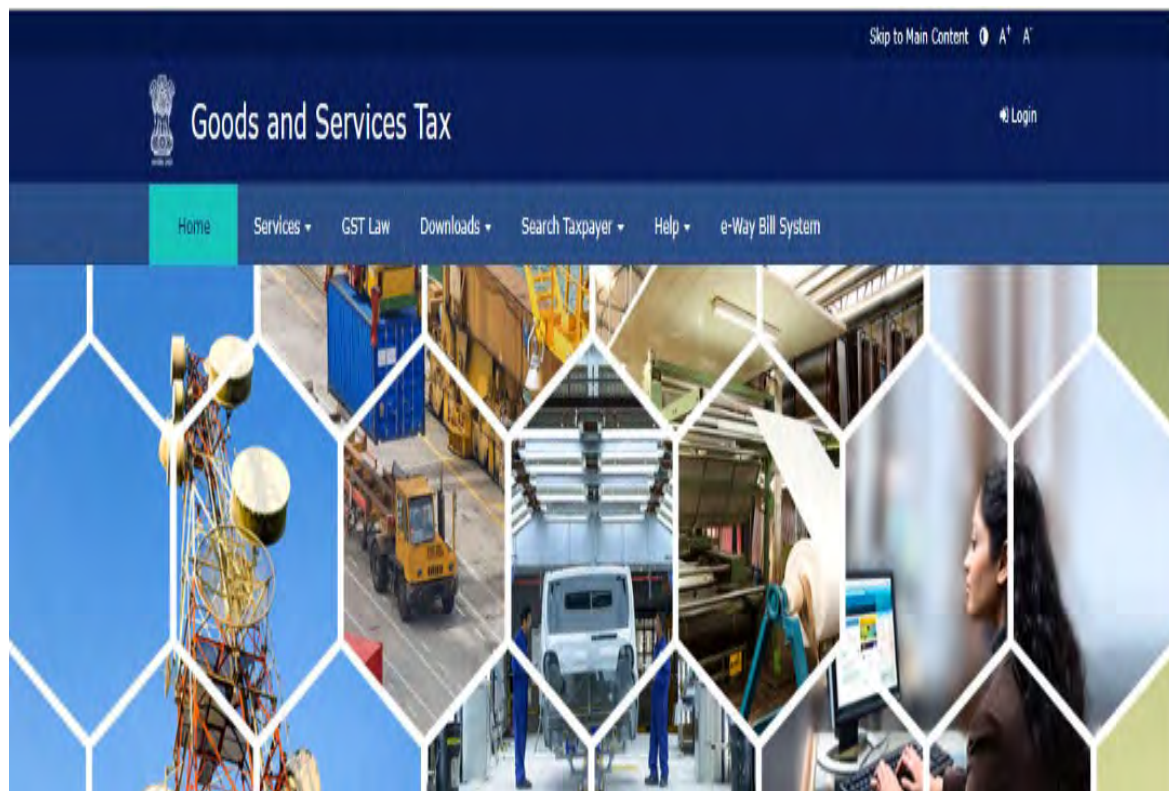 Skip to Main Content A+ A-
Goods and Services Tax
Login
Home Services GST Law Downloads Search Taxpayer Help e-Way Bill System